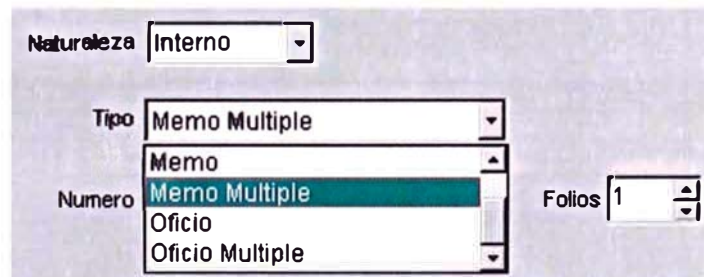 Naturaleza Interno
Tipo Memo Multiple
Memo
Numero Memo Multiple Folios 1
Oficio
Oficio Multiple